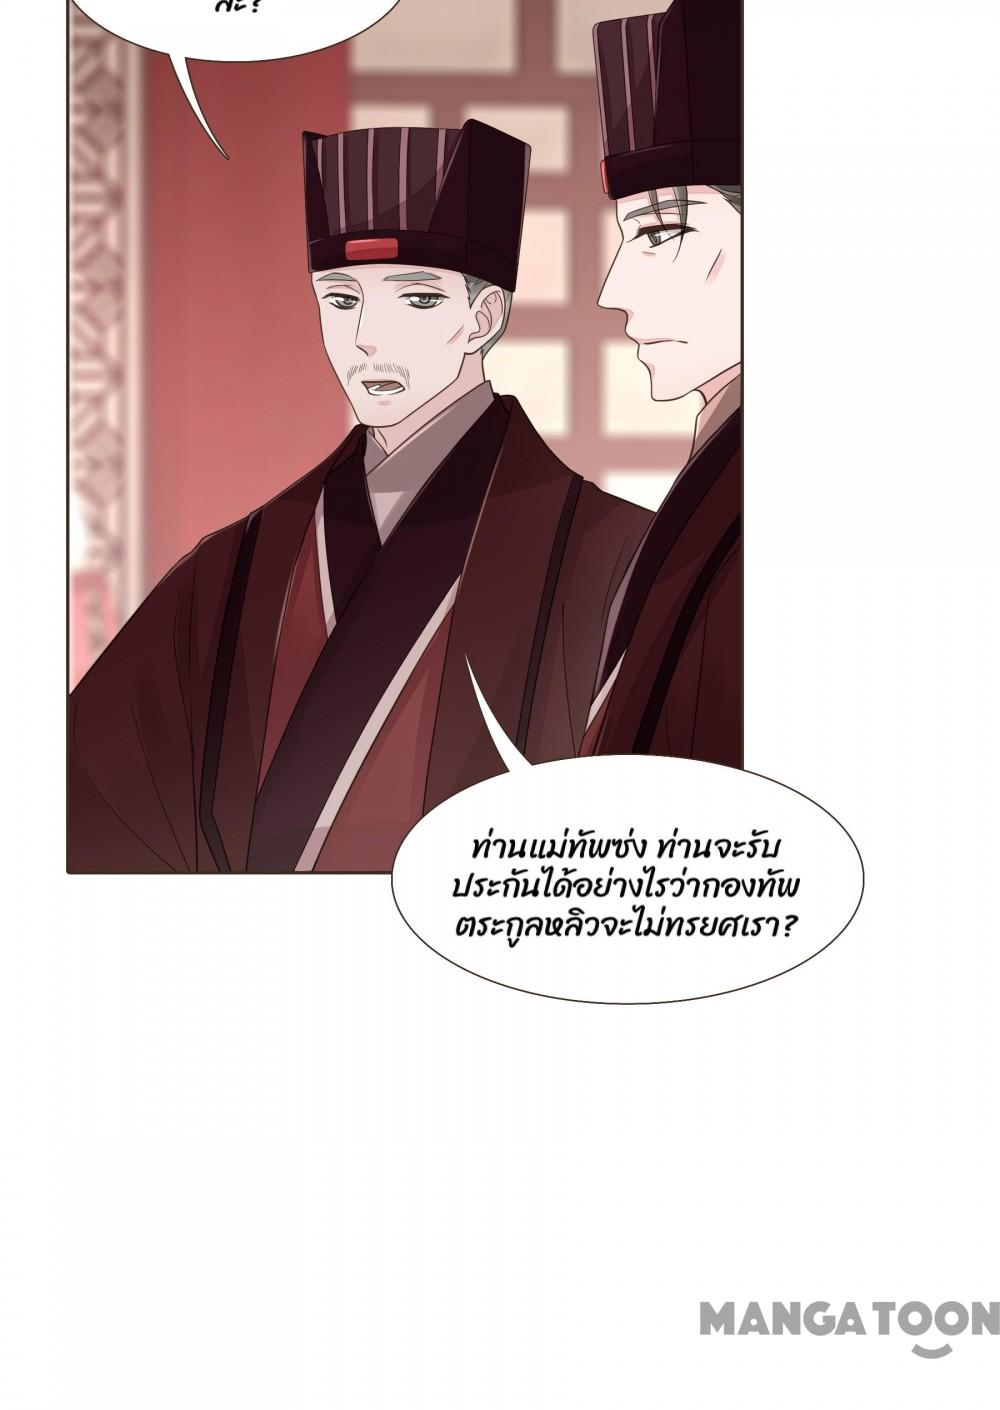 ล่ะ?
ท่านแม่ทัพซ่ง ท่านจะรับ
ประกันได้อย่างไรว่ากองทัพ
ตระกูลหลิวจะไม่ทรยศเรา?
MANGATOON